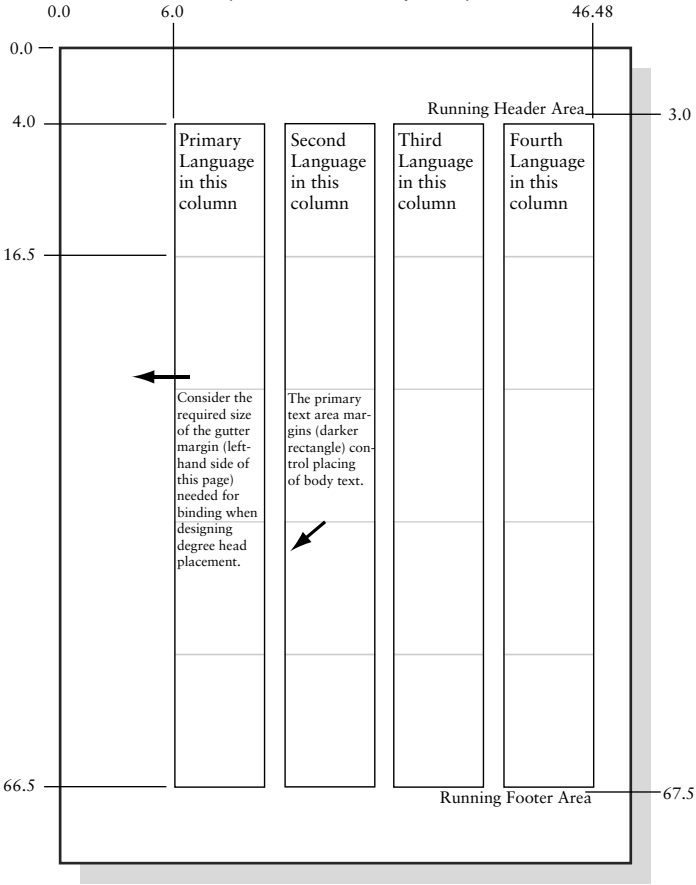 0.0
6.0
46.48
0.0
Running Header Area
3.0
4.0
Primary
Language
in this
column
Second
Language
in this
column
Third
Language
in this
column
Fourth
Language
in this
column
16.5
Consider the
required size
of the gutter
margin (left-
hand side of
this page)
needed for
binding when
designing
degree head
placement.
The primary
text area mar-
gins (darker
rectangle) con-
trol placing
of body text.
66.5
Running Footer Area
67.5